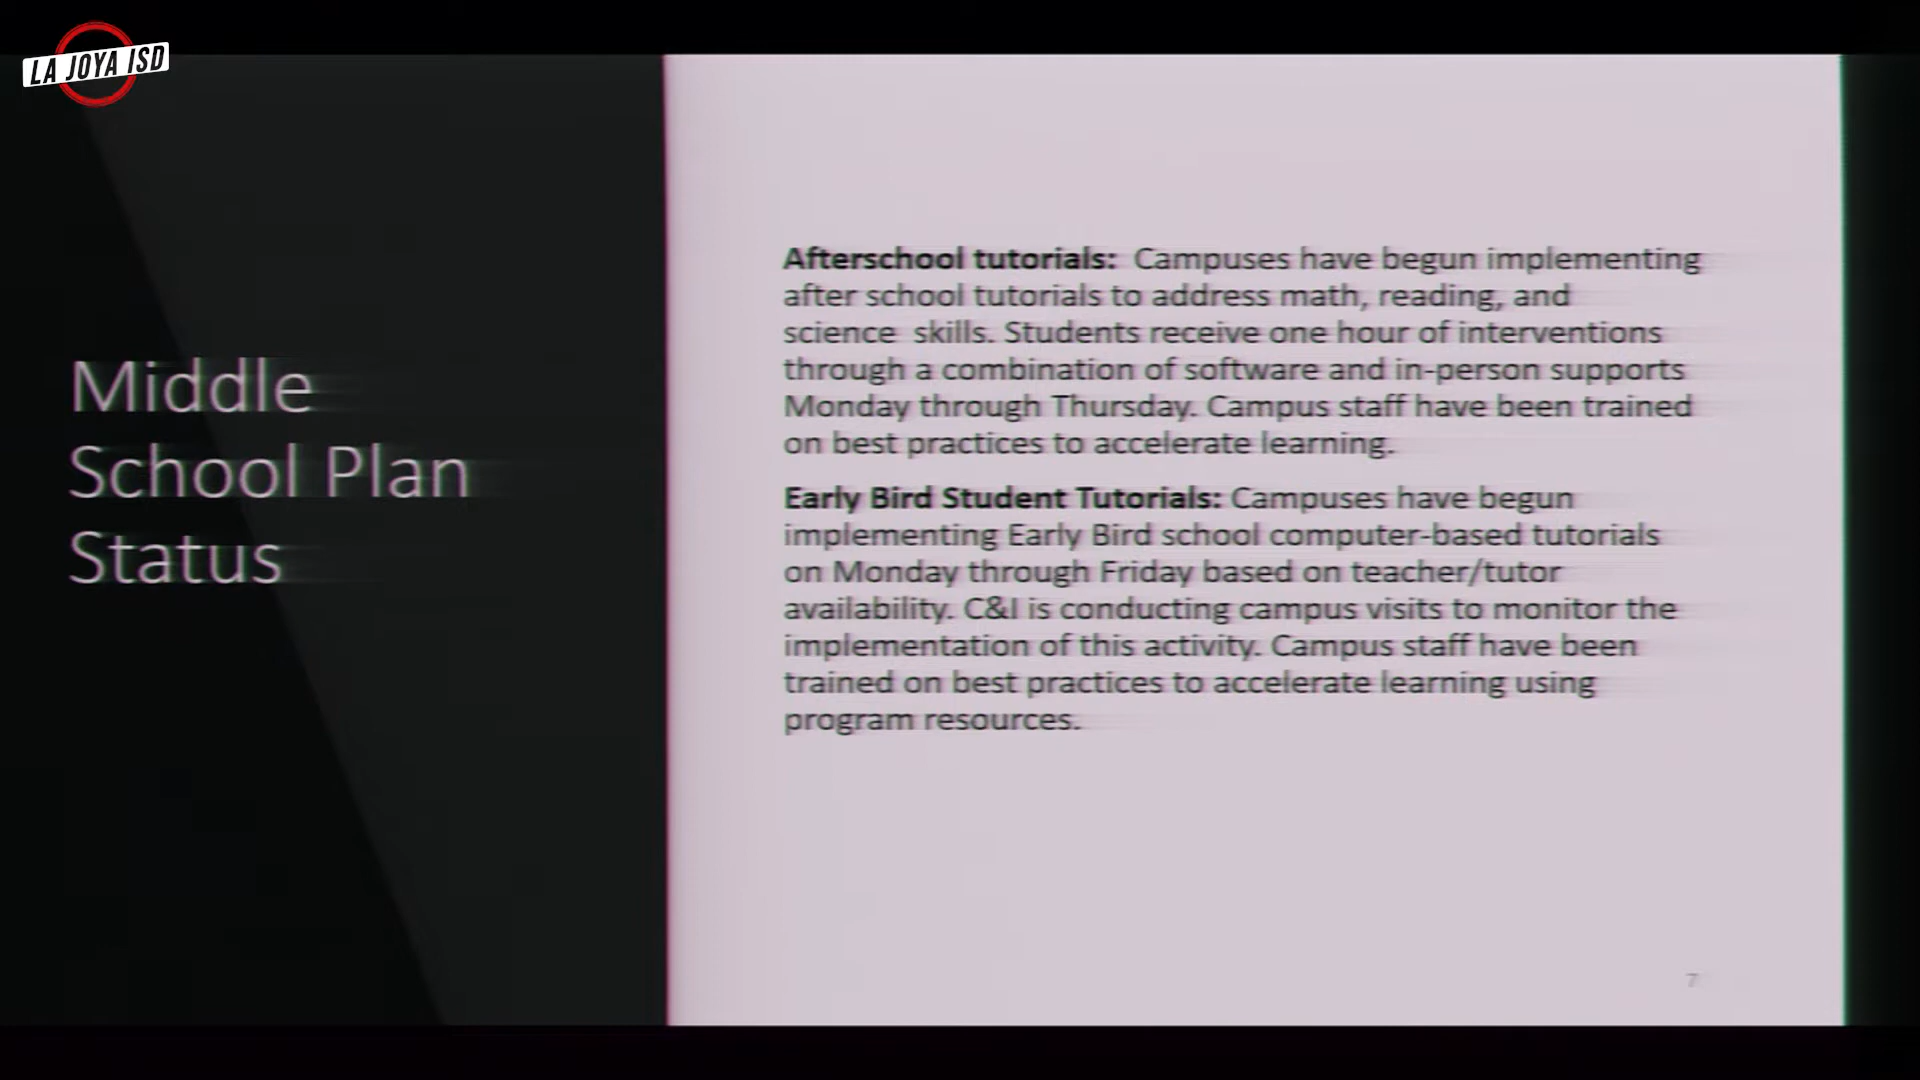 LA JOYA ISD
Middle
School Plan
Status
Afterschool tutorials:  Campuses have begun implementing
after school tutorials to address math, reading, and
science  skills. Students receive one hour of interventions
through a combination of software and in-person supports
Monday through Thursday. Campus staff have been trained
on best practices to accelerate learning.
Early Bird Student Tutorials: Campuses have begun
implementing Early Bird school computer-based tutorials
on Monday through Friday based on teacher/tutor
availability. C&I is conducting campus visits to monitor the
implementation of this activity. Campus staff have been
trained on best practices to accelerate learning using
program resources.
7